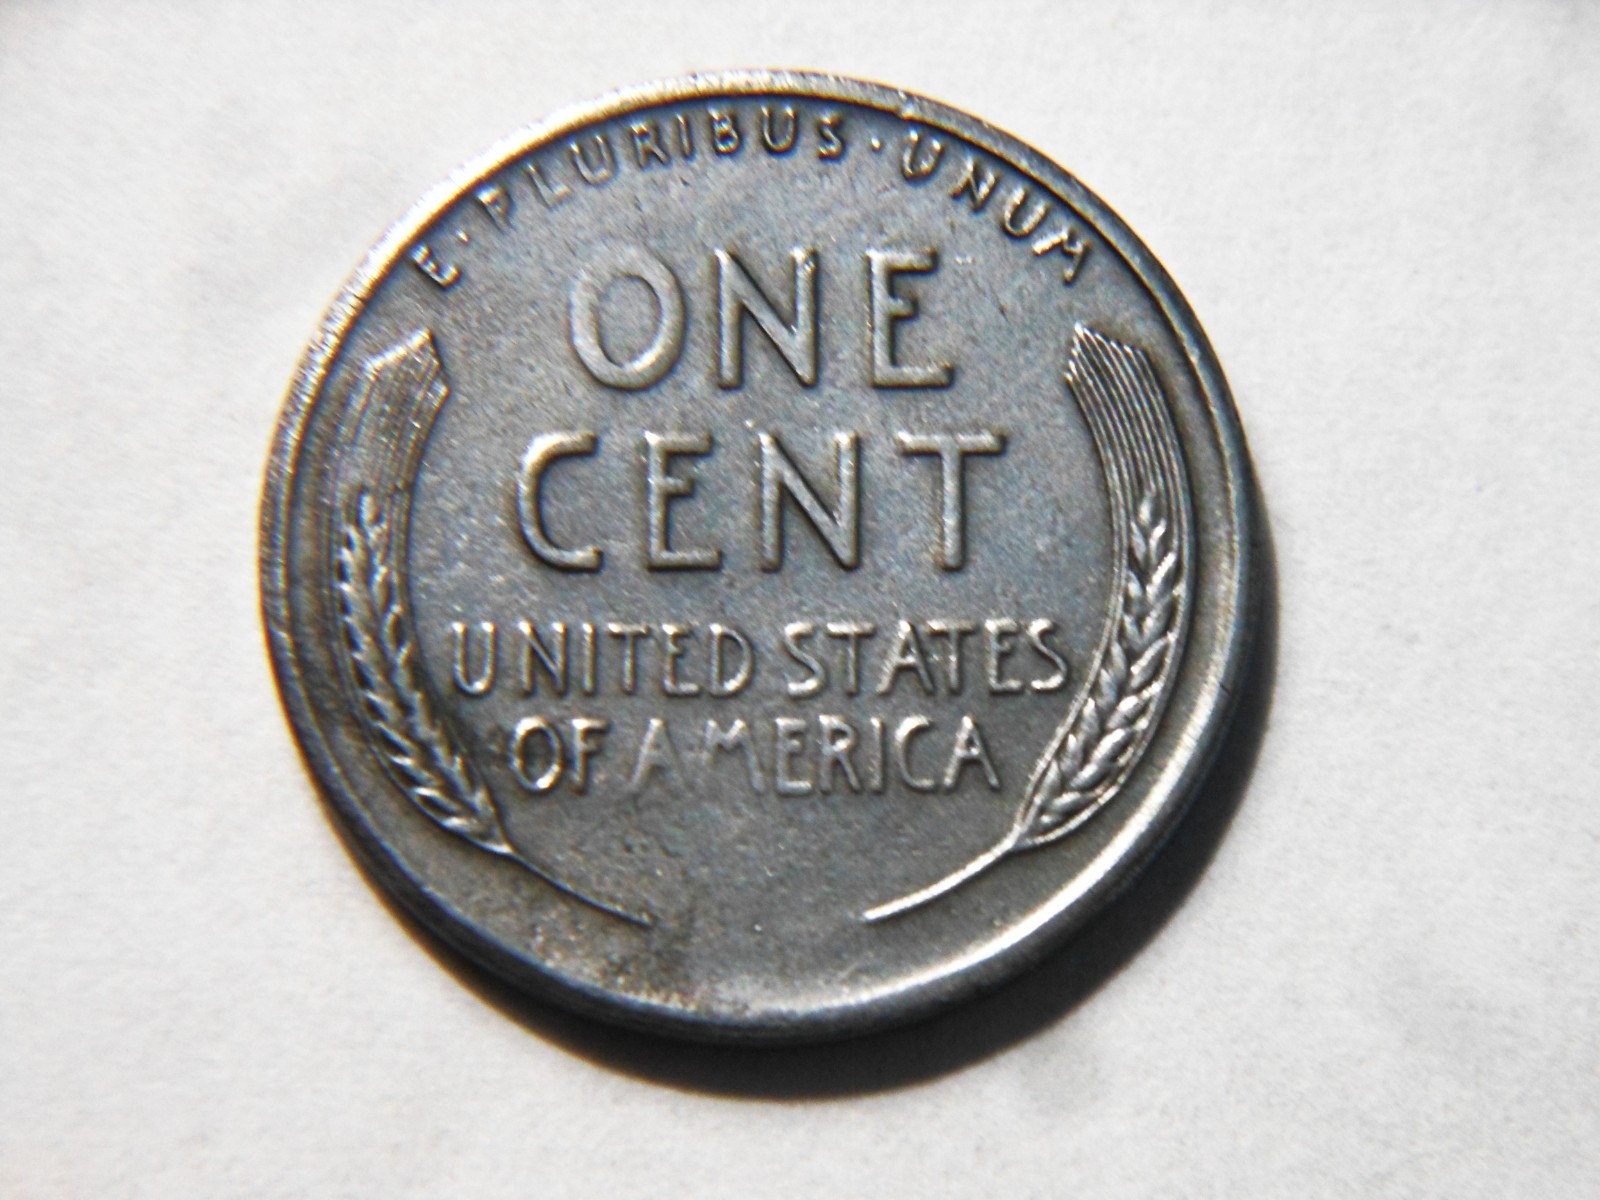 E·PLURIBUS·UNUM
ONE
CENT
UNITED STATES
OF AMERICA